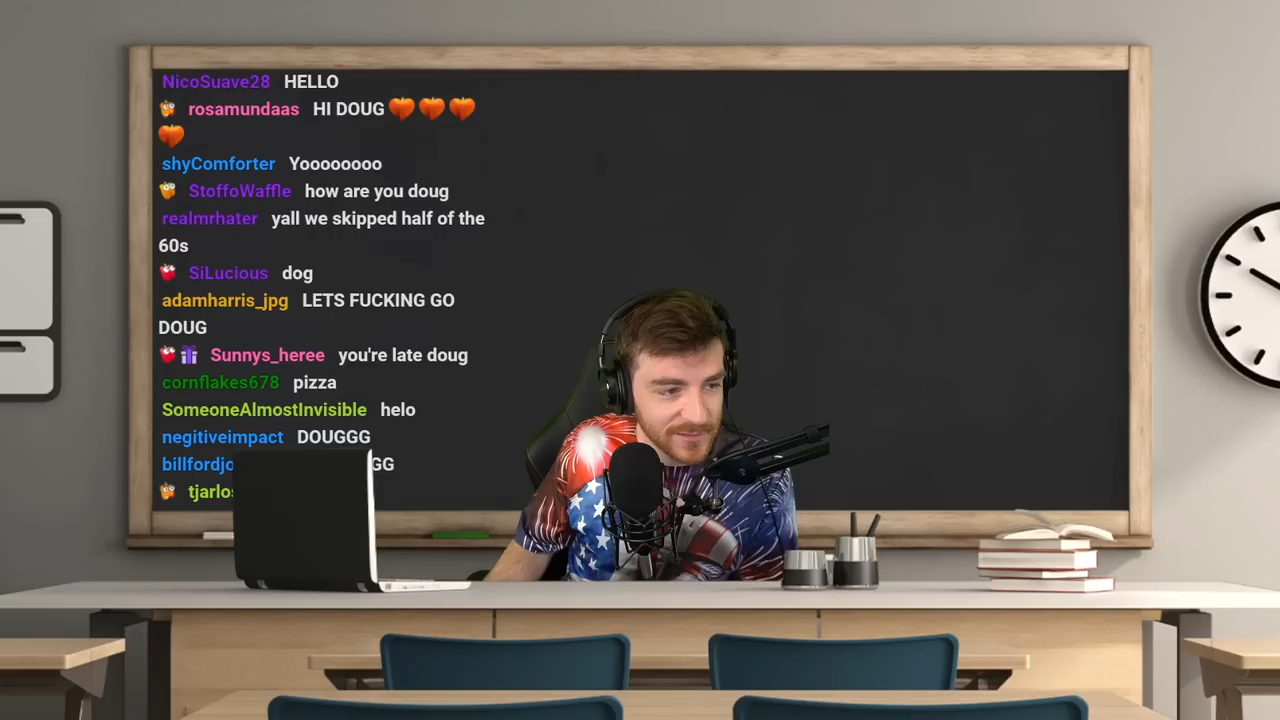 NicoSuave28 HELLO
rosamundaas HI DOUG
shyComforter Yoooooooo
StoffoWaffle how are you doug
realmrhater yall we skipped half of the
60s
SiLucious dog
adamharris_jpg LETS FUCKING GO
DOUG
Sunnys_heree you're late doug
cornflakes678 pizza
SomeoneAlmostInvisible helo
negitiveimpact DOUGGG